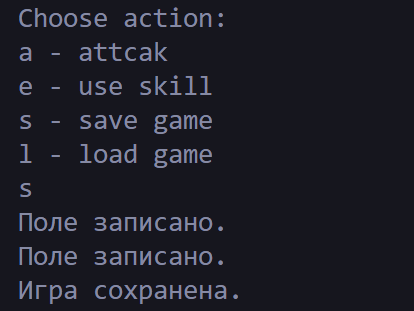 Choose action:
a - attcak
e - use skill
s - save game
l - load game
s
Поле записано.
Поле записано.
Игра сохранена.